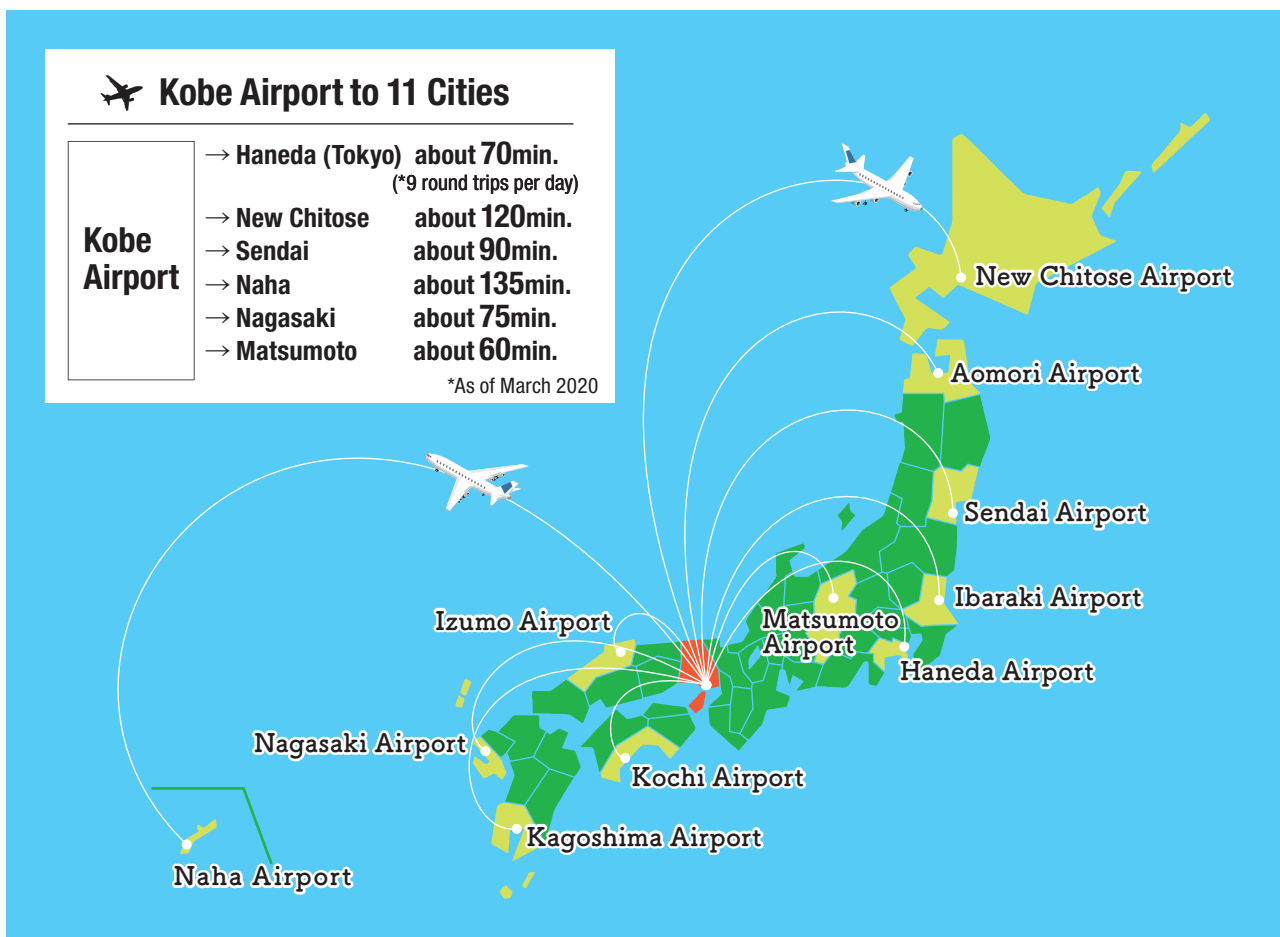 Kobe Airport to 11 Cities
Kobe
Airport
→ Haneda (Tokyo) about 70min.
(*9 round trips per day)
→ New Chitose about 120min.
→ Sendai about 90min.
→ Naha about 135min.
→ Nagasaki about 75min.
→ Matsumoto about 60min.
*As of March 2020
New Chitose Airport
Aomori Airport
Sendai Airport
Ibaraki Airport
Izumo Airport
Matsumoto
Airport
Haneda Airport
Nagasaki Airport
Kochi Airport
Kagoshima Airport
Naha Airport